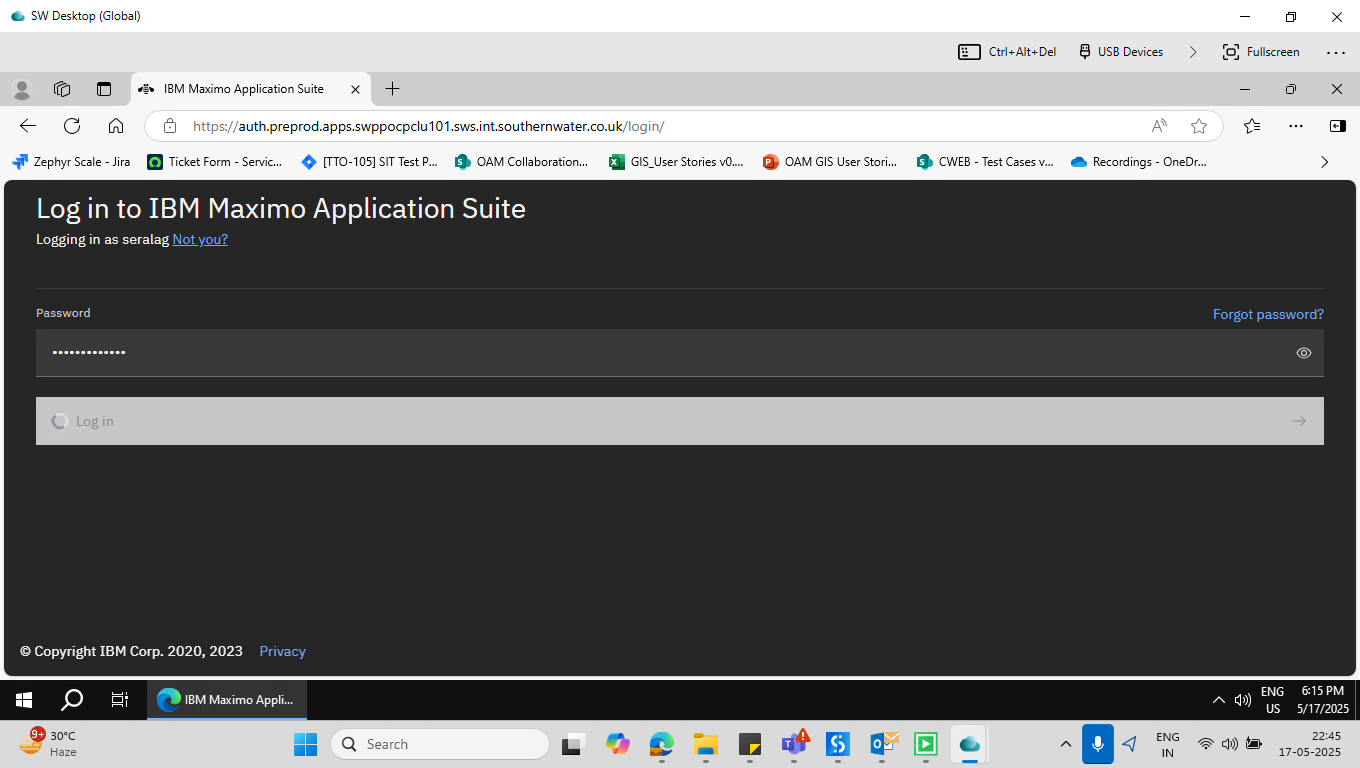 SW Desktop (Global)
Ctrl+Alt+Del USB Devices Fullscreen
IBM Maximo Application Suite
https://auth.preprod.apps.swppocpclu101.sws.int.southernwater.co.uk/login/
Zephyr Scale - Jira Ticket Form - Servic... [TTO-105] SIT Test P... OAM Collaboration... GIS_User Stories v0.... OAM GIS User Stori... CWEB - Test Cases v... Recordings - OneDr...
Log in to IBM Maximo Application Suite
Logging in as seralag Not you?
Password Forgot password?
•••••••••••••
Log in
© Copyright IBM Corp. 2020, 2023 Privacy
IBM Maximo Appli... ENG 6:15 PM
US 5/17/2025
9+ 30°C Search ENG 22:45
Haze IN 17-05-2025